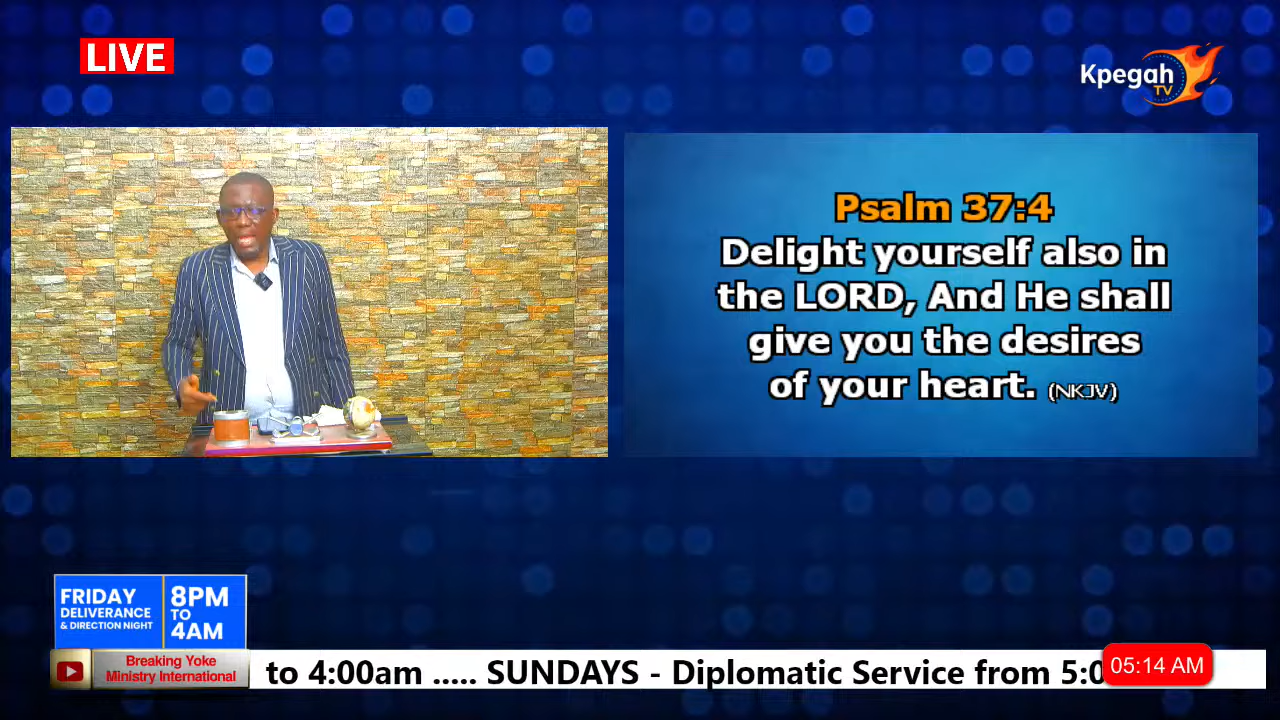 LIVE
Kpegah
TV
Psalm 37:4
Delight yourself also in
the LORD, And He shall
give you the desires
of your heart. (NKJV)
FRIDAY
DELIVERANCE
& DIRECTION NIGHT
8PM
TO
4AM
Breaking Yoke
Ministry International
to 4:00am ..... SUNDAYS - Diplomatic Service from 5:0
05:14 AM